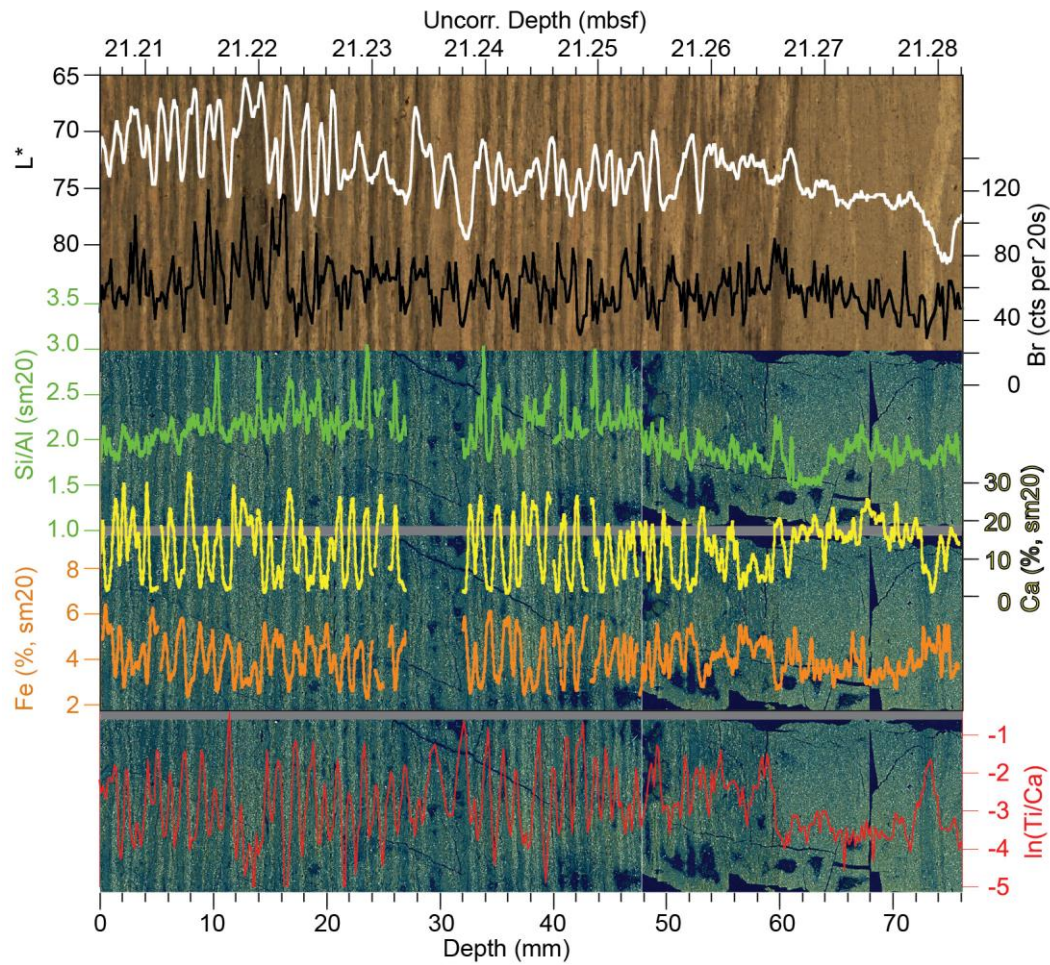 Uncorr. Depth (mbsf)
21.21 21.22 21.23 21.24 21.25 21.26 21.27 21.28
65
70
75
80
L*
120
80
40
0
Br (cts per 20s)
3.5
3.0
2.5
2.0
1.5
1.0
Si/Al (sm20)
30
20
10
0
Ca (%, sm20)
8
6
4
2
Fe (%, sm20)
-1
-2
-3
-4
-5
ln(Ti/Ca)
0 10 20 30 40 50 60 70
Depth (mm)